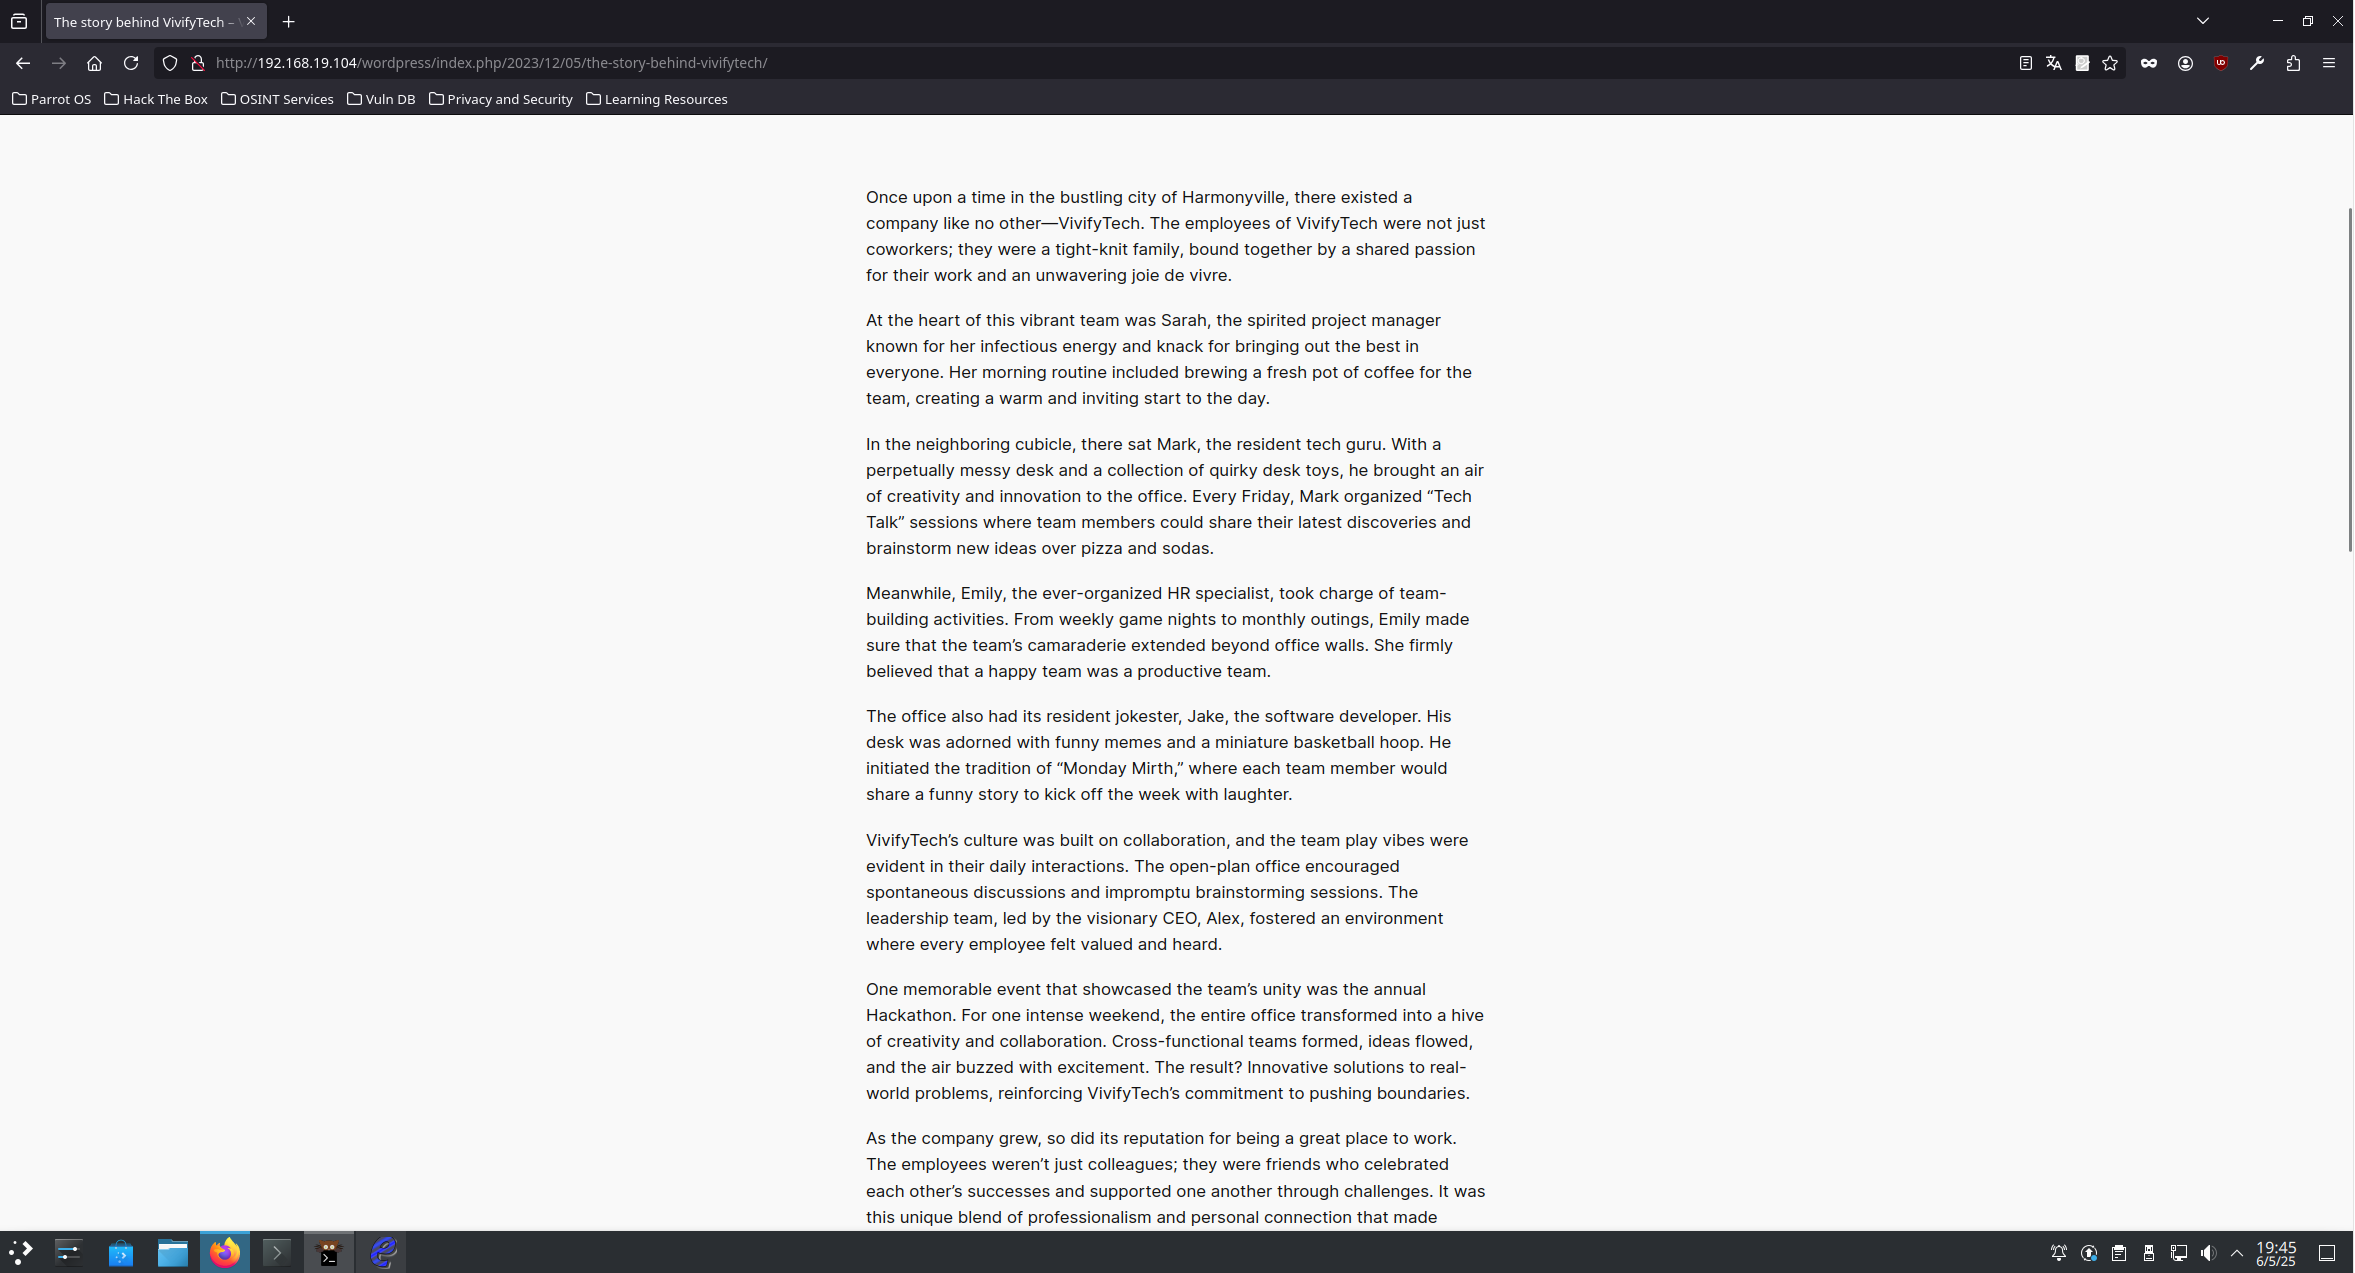 The story behind VivifyTech –
http://192.168.19.104/wordpress/index.php/2023/12/05/the-story-behind-vivifytech/
Parrot OS Hack The Box OSINT Services Vuln DB Privacy and Security Learning Resources
Once upon a time in the bustling city of Harmonyville, there existed a
company like no other—VivifyTech. The employees of VivifyTech were not just
coworkers; they were a tight-knit family, bound together by a shared passion
for their work and an unwavering joie de vivre.
At the heart of this vibrant team was Sarah, the spirited project manager
known for her infectious energy and knack for bringing out the best in
everyone. Her morning routine included brewing a fresh pot of coffee for the
team, creating a warm and inviting start to the day.
In the neighboring cubicle, there sat Mark, the resident tech guru. With a
perpetually messy desk and a collection of quirky desk toys, he brought an air
of creativity and innovation to the office. Every Friday, Mark organized “Tech
Talk” sessions where team members could share their latest discoveries and
brainstorm new ideas over pizza and sodas.
Meanwhile, Emily, the ever-organized HR specialist, took charge of team-
building activities. From weekly game nights to monthly outings, Emily made
sure that the team’s camaraderie extended beyond office walls. She firmly
believed that a happy team was a productive team.
The office also had its resident jokester, Jake, the software developer. His
desk was adorned with funny memes and a miniature basketball hoop. He
initiated the tradition of “Monday Mirth,” where each team member would
share a funny story to kick off the week with laughter.
VivifyTech’s culture was built on collaboration, and the team play vibes were
evident in their daily interactions. The open-plan office encouraged
spontaneous discussions and impromptu brainstorming sessions. The
leadership team, led by the visionary CEO, Alex, fostered an environment
where every employee felt valued and heard.
One memorable event that showcased the team’s unity was the annual
Hackathon. For one intense weekend, the entire office transformed into a hive
of creativity and collaboration. Cross-functional teams formed, ideas flowed,
and the air buzzed with excitement. The result? Innovative solutions to real-
world problems, reinforcing VivifyTech’s commitment to pushing boundaries.
As the company grew, so did its reputation for being a great place to work.
The employees weren’t just colleagues; they were friends who celebrated
each other’s successes and supported one another through challenges. It was
this unique blend of professionalism and personal connection that made
19:45
6/5/25